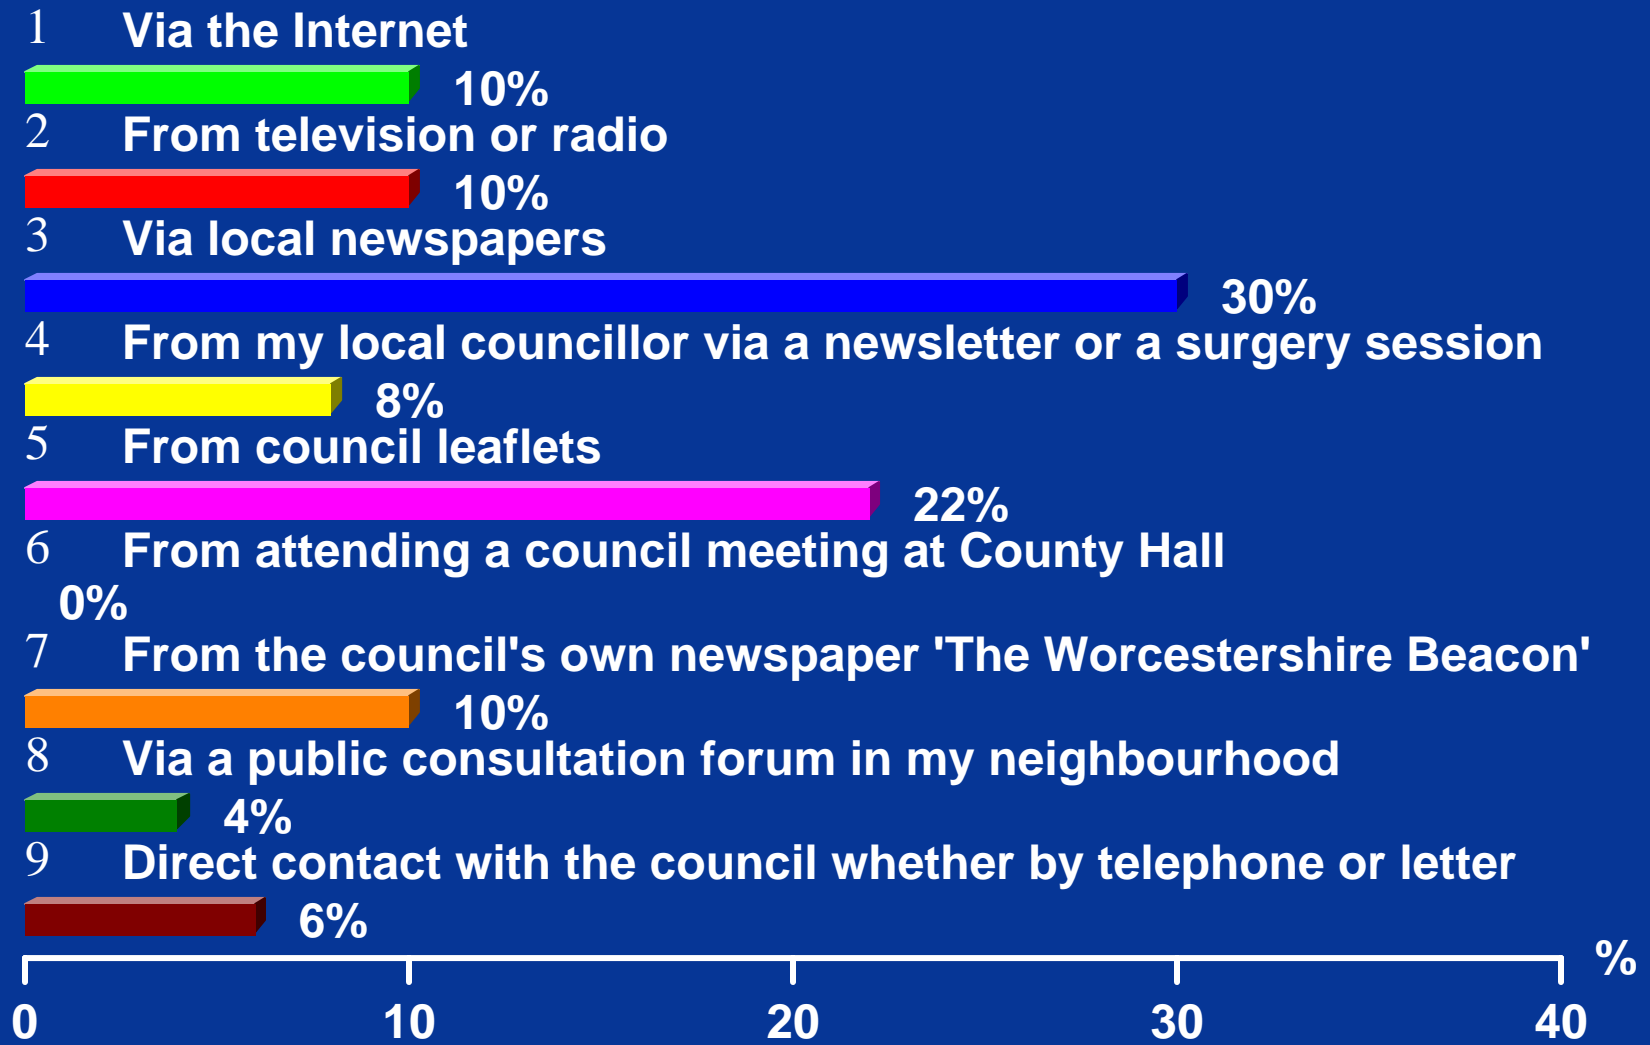 1 Via the Internet
10%
2 From television or radio
10%
3 Via local newspapers
30%
4 From my local councillor via a newsletter or a surgery session
8%
5 From council leaflets
22%
6 From attending a council meeting at County Hall
0%
7 From the council's own newspaper 'The Worcestershire Beacon'
10%
8 Via a public consultation forum in my neighbourhood
4%
9 Direct contact with the council whether by telephone or letter
6%
%
0 10 20 30 40